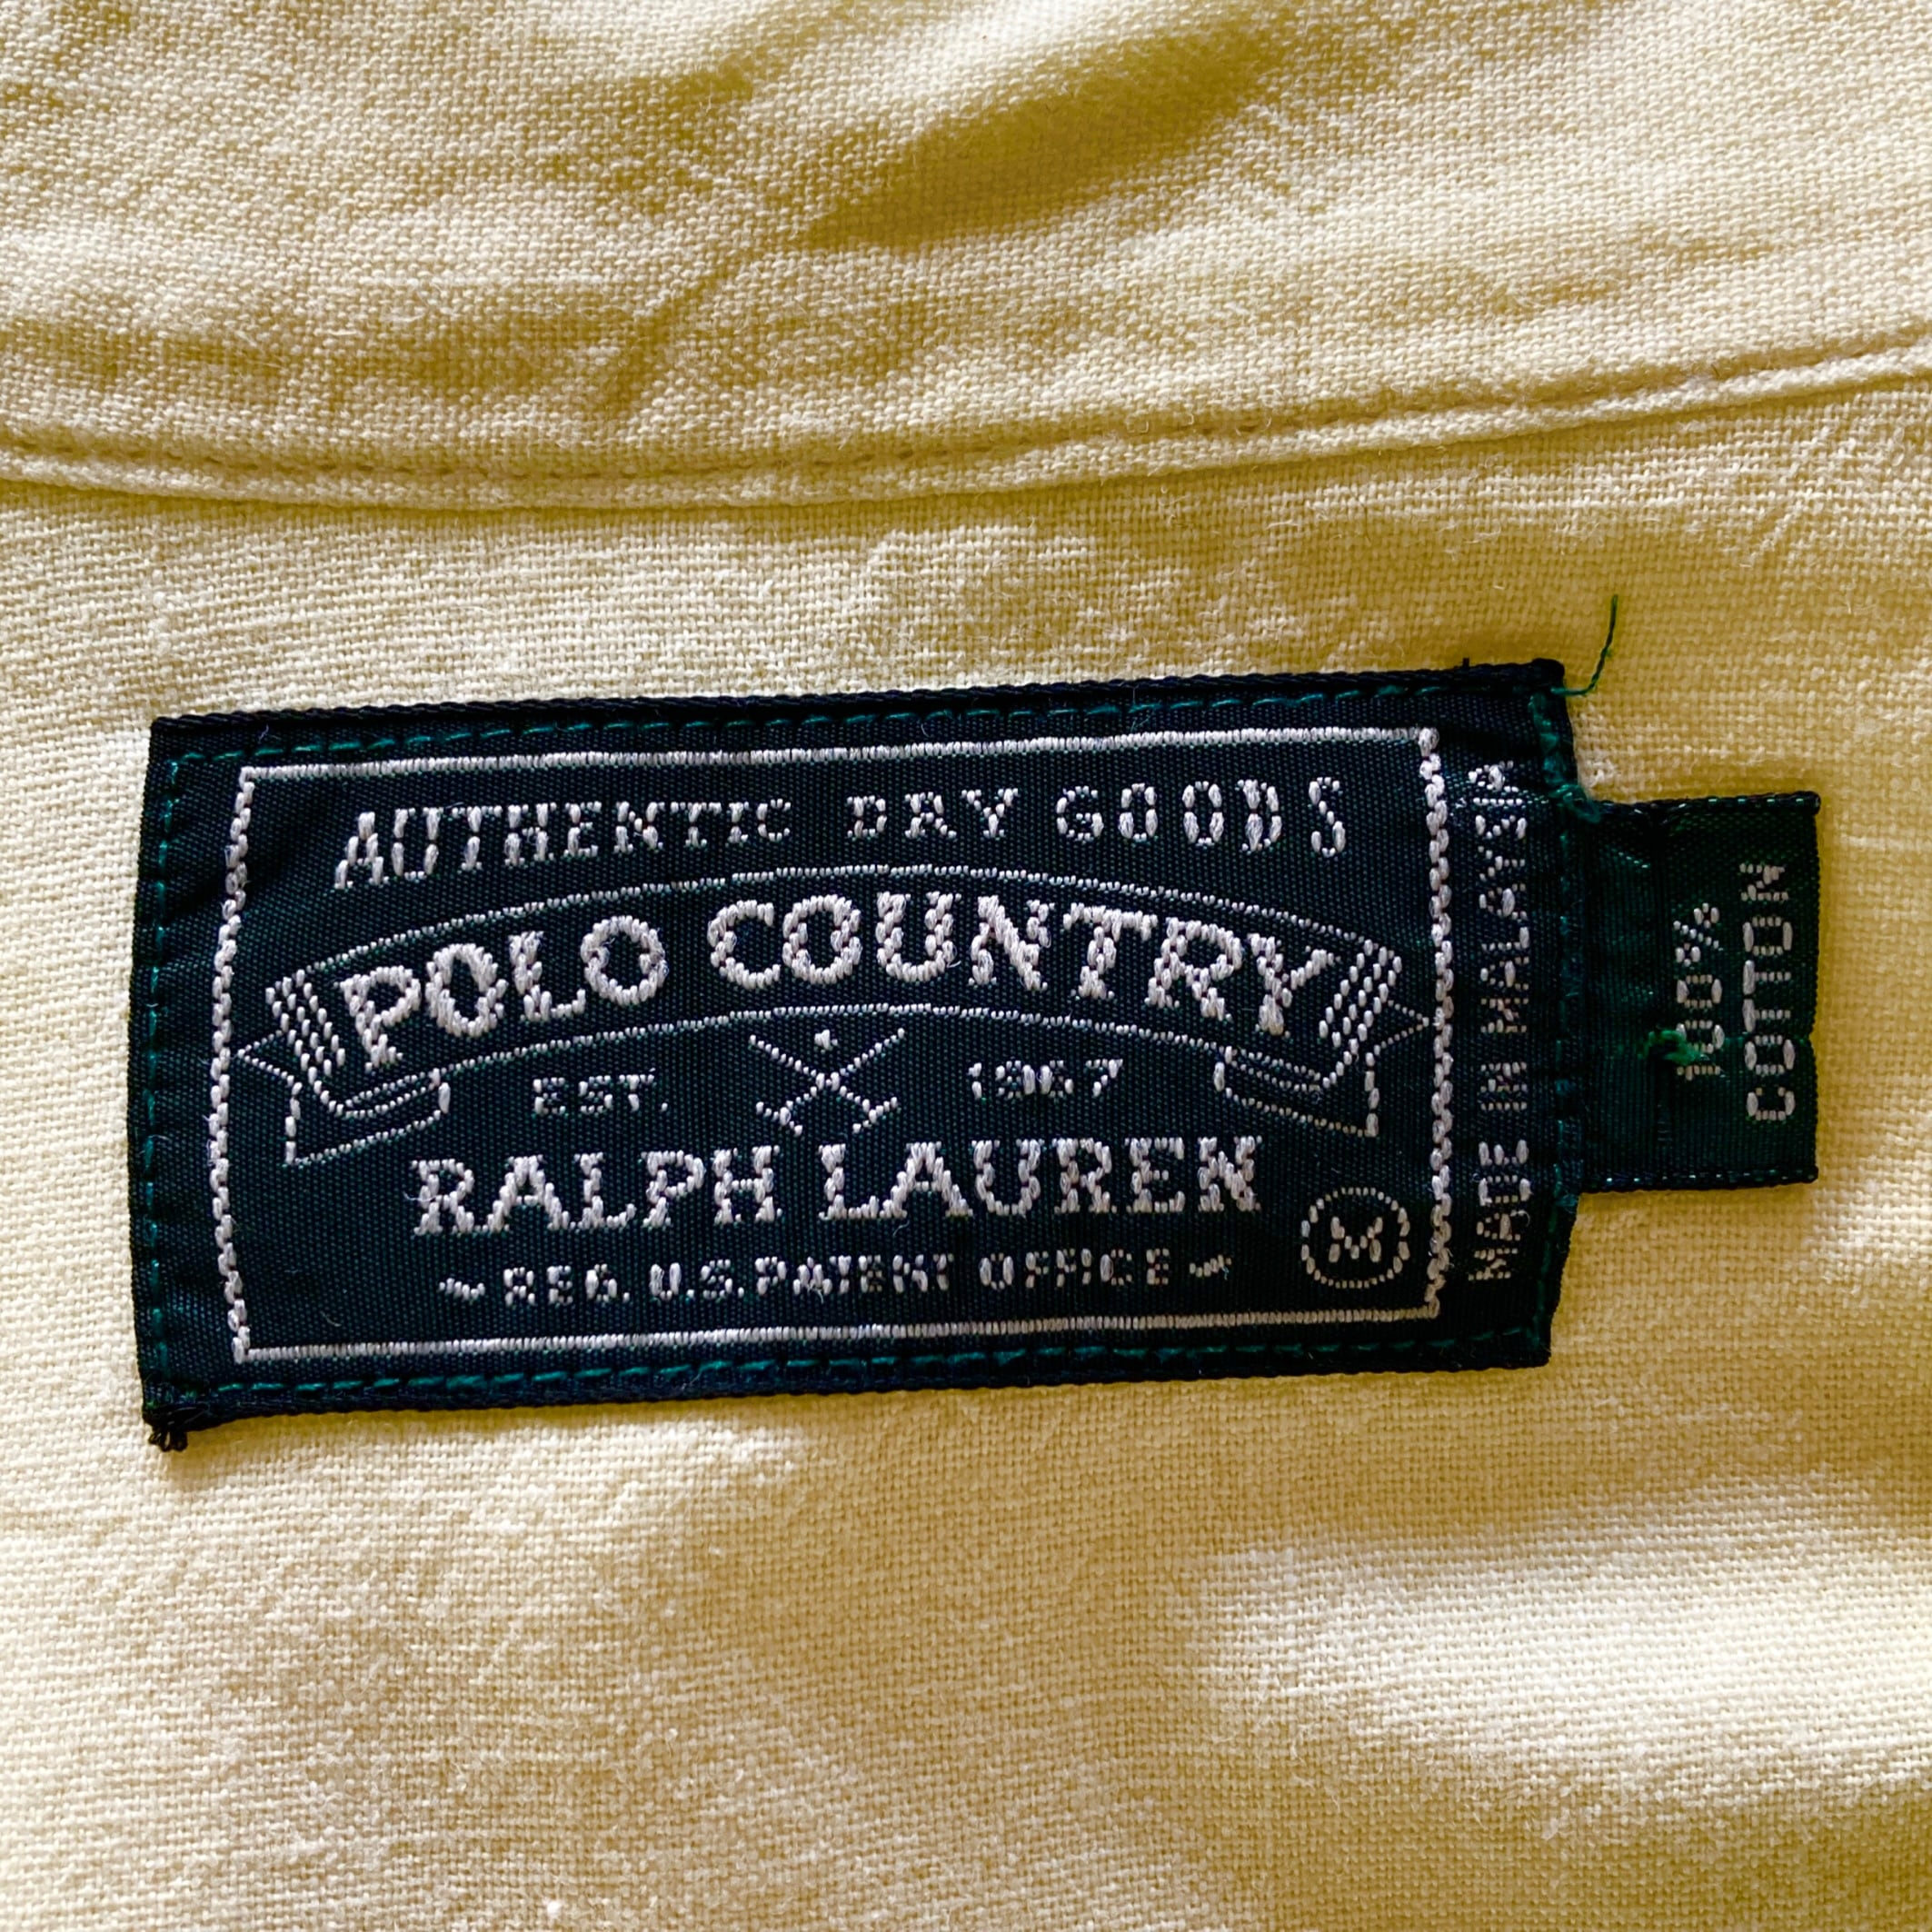 AUTHENTIC DRY GOODS
POLO COUNTRY
EST. 1967
RALPH LAUREN
REG. U.S. PATENT OFFICE
M
MADE IN MALAYSIA
100%
COTTON